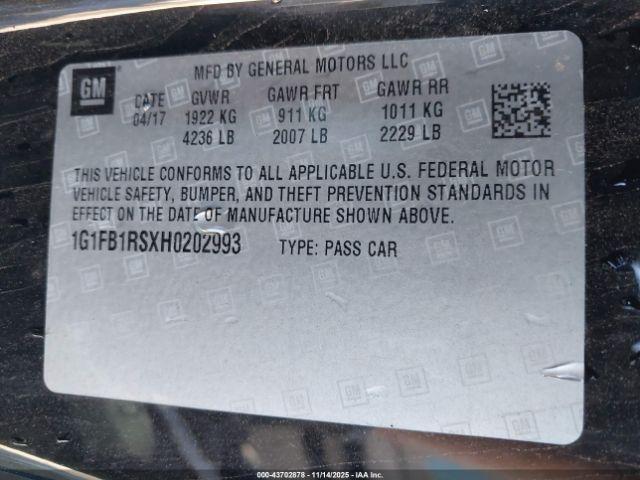 GM
MFD BY GENERAL MOTORS LLC
DATE GVWR GAWR FRT GAWR RR
04/17 1922 KG 911 KG 1011 KG
4236 LB 2007 LB 2229 LB
THIS VEHICLE CONFORMS TO ALL APPLICABLE U.S. FEDERAL MOTOR
VEHICLE SAFETY, BUMPER, AND THEFT PREVENTION STANDARDS IN
EFFECT ON THE DATE OF MANUFACTURE SHOWN ABOVE.
1G1FB1RSXH0202993 TYPE: PASS CAR
000-43702878 - 11/14/2025 - IAA Inc.